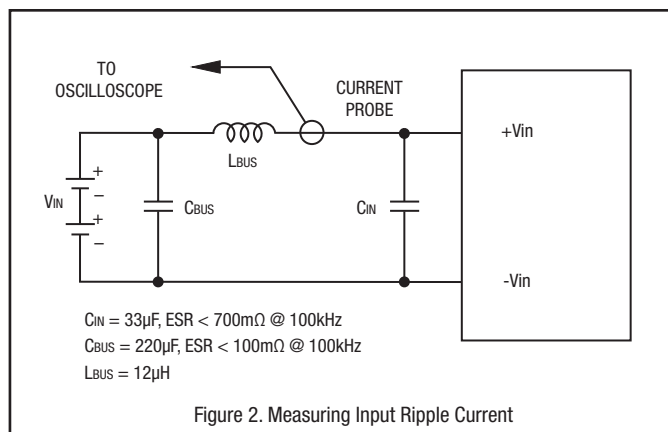 TO
OSCILLOSCOPE
CURRENT
PROBE
+Vin
LBUS
+
−
VIN
+
−
CBUS
CIN
-Vin
CIN = 33µF, ESR < 700mΩ @ 100kHz
CBUS = 220µF, ESR < 100mΩ @ 100kHz
LBUS = 12µH
Figure 2. Measuring Input Ripple Current